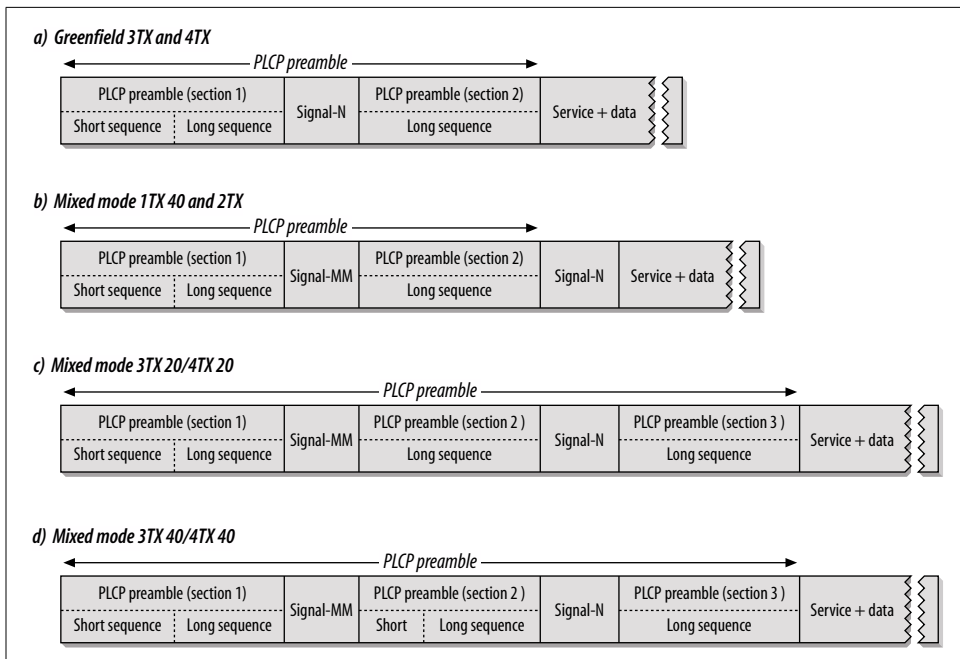 a) Greenfield 3TX and 4TX
PLCP preamble
PLCP preamble (section 1)
Signal-N
PLCP preamble (section 2)
Service + data
Short sequence
Long sequence
Long sequence
b) Mixed mode 1TX 40 and 2TX
PLCP preamble
PLCP preamble (section 1)
Signal-MM
PLCP preamble (section 2)
Signal-N
Service + data
Short sequence
Long sequence
Long sequence
c) Mixed mode 3TX 20/4TX 20
PLCP preamble
PLCP preamble (section 1)
Signal-MM
PLCP preamble (section 2 )
Signal-N
PLCP preamble (section 3 )
Service + data
Short sequence
Long sequence
Long sequence
Long sequence
d) Mixed mode 3TX 40/4TX 40
PLCP preamble
PLCP preamble (section 1)
Signal-MM
PLCP preamble (section 2 )
Signal-N
PLCP preamble (section 3 )
Service + data
Short sequence
Long sequence
Short
Long sequence
Long sequence